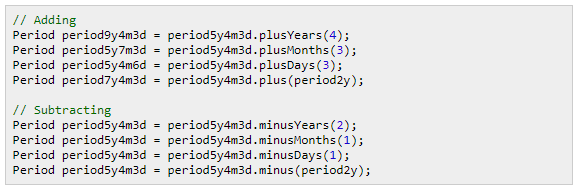 // Adding
Period period9y4m3d = period5y4m3d.plusYears(4);
Period period5y7m3d = period5y4m3d.plusMonths(3);
Period period5y4m6d = period5y4m3d.plusDays(3);
Period period7y4m3d = period5y4m3d.plus(period2y);
// Subtracting
Period period5y4m3d = period5y4m3d.minusYears(2);
Period period5y4m3d = period5y4m3d.minusMonths(1);
Period period5y4m3d = period5y4m3d.minusDays(1);
Period period5y4m3d = period5y4m3d.minus(period2y);